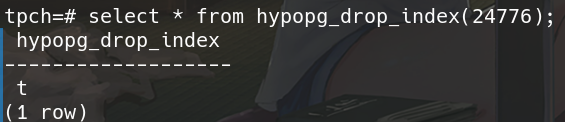 tpch=# select * from hypopg_drop_index(24776);
 hypopg_drop_index
-------------------
 t
(1 row)